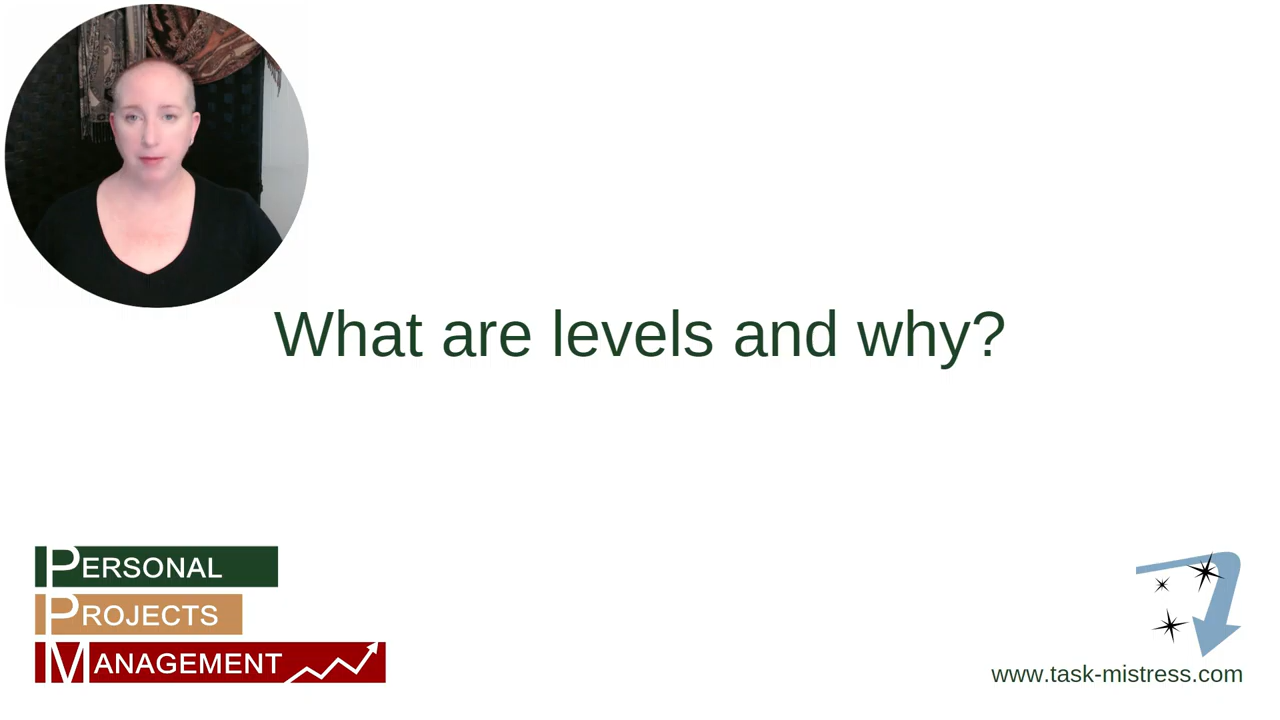 What are levels and why?
PERSONAL
PROJECTS
MANAGEMENT
www.task-mistress.com